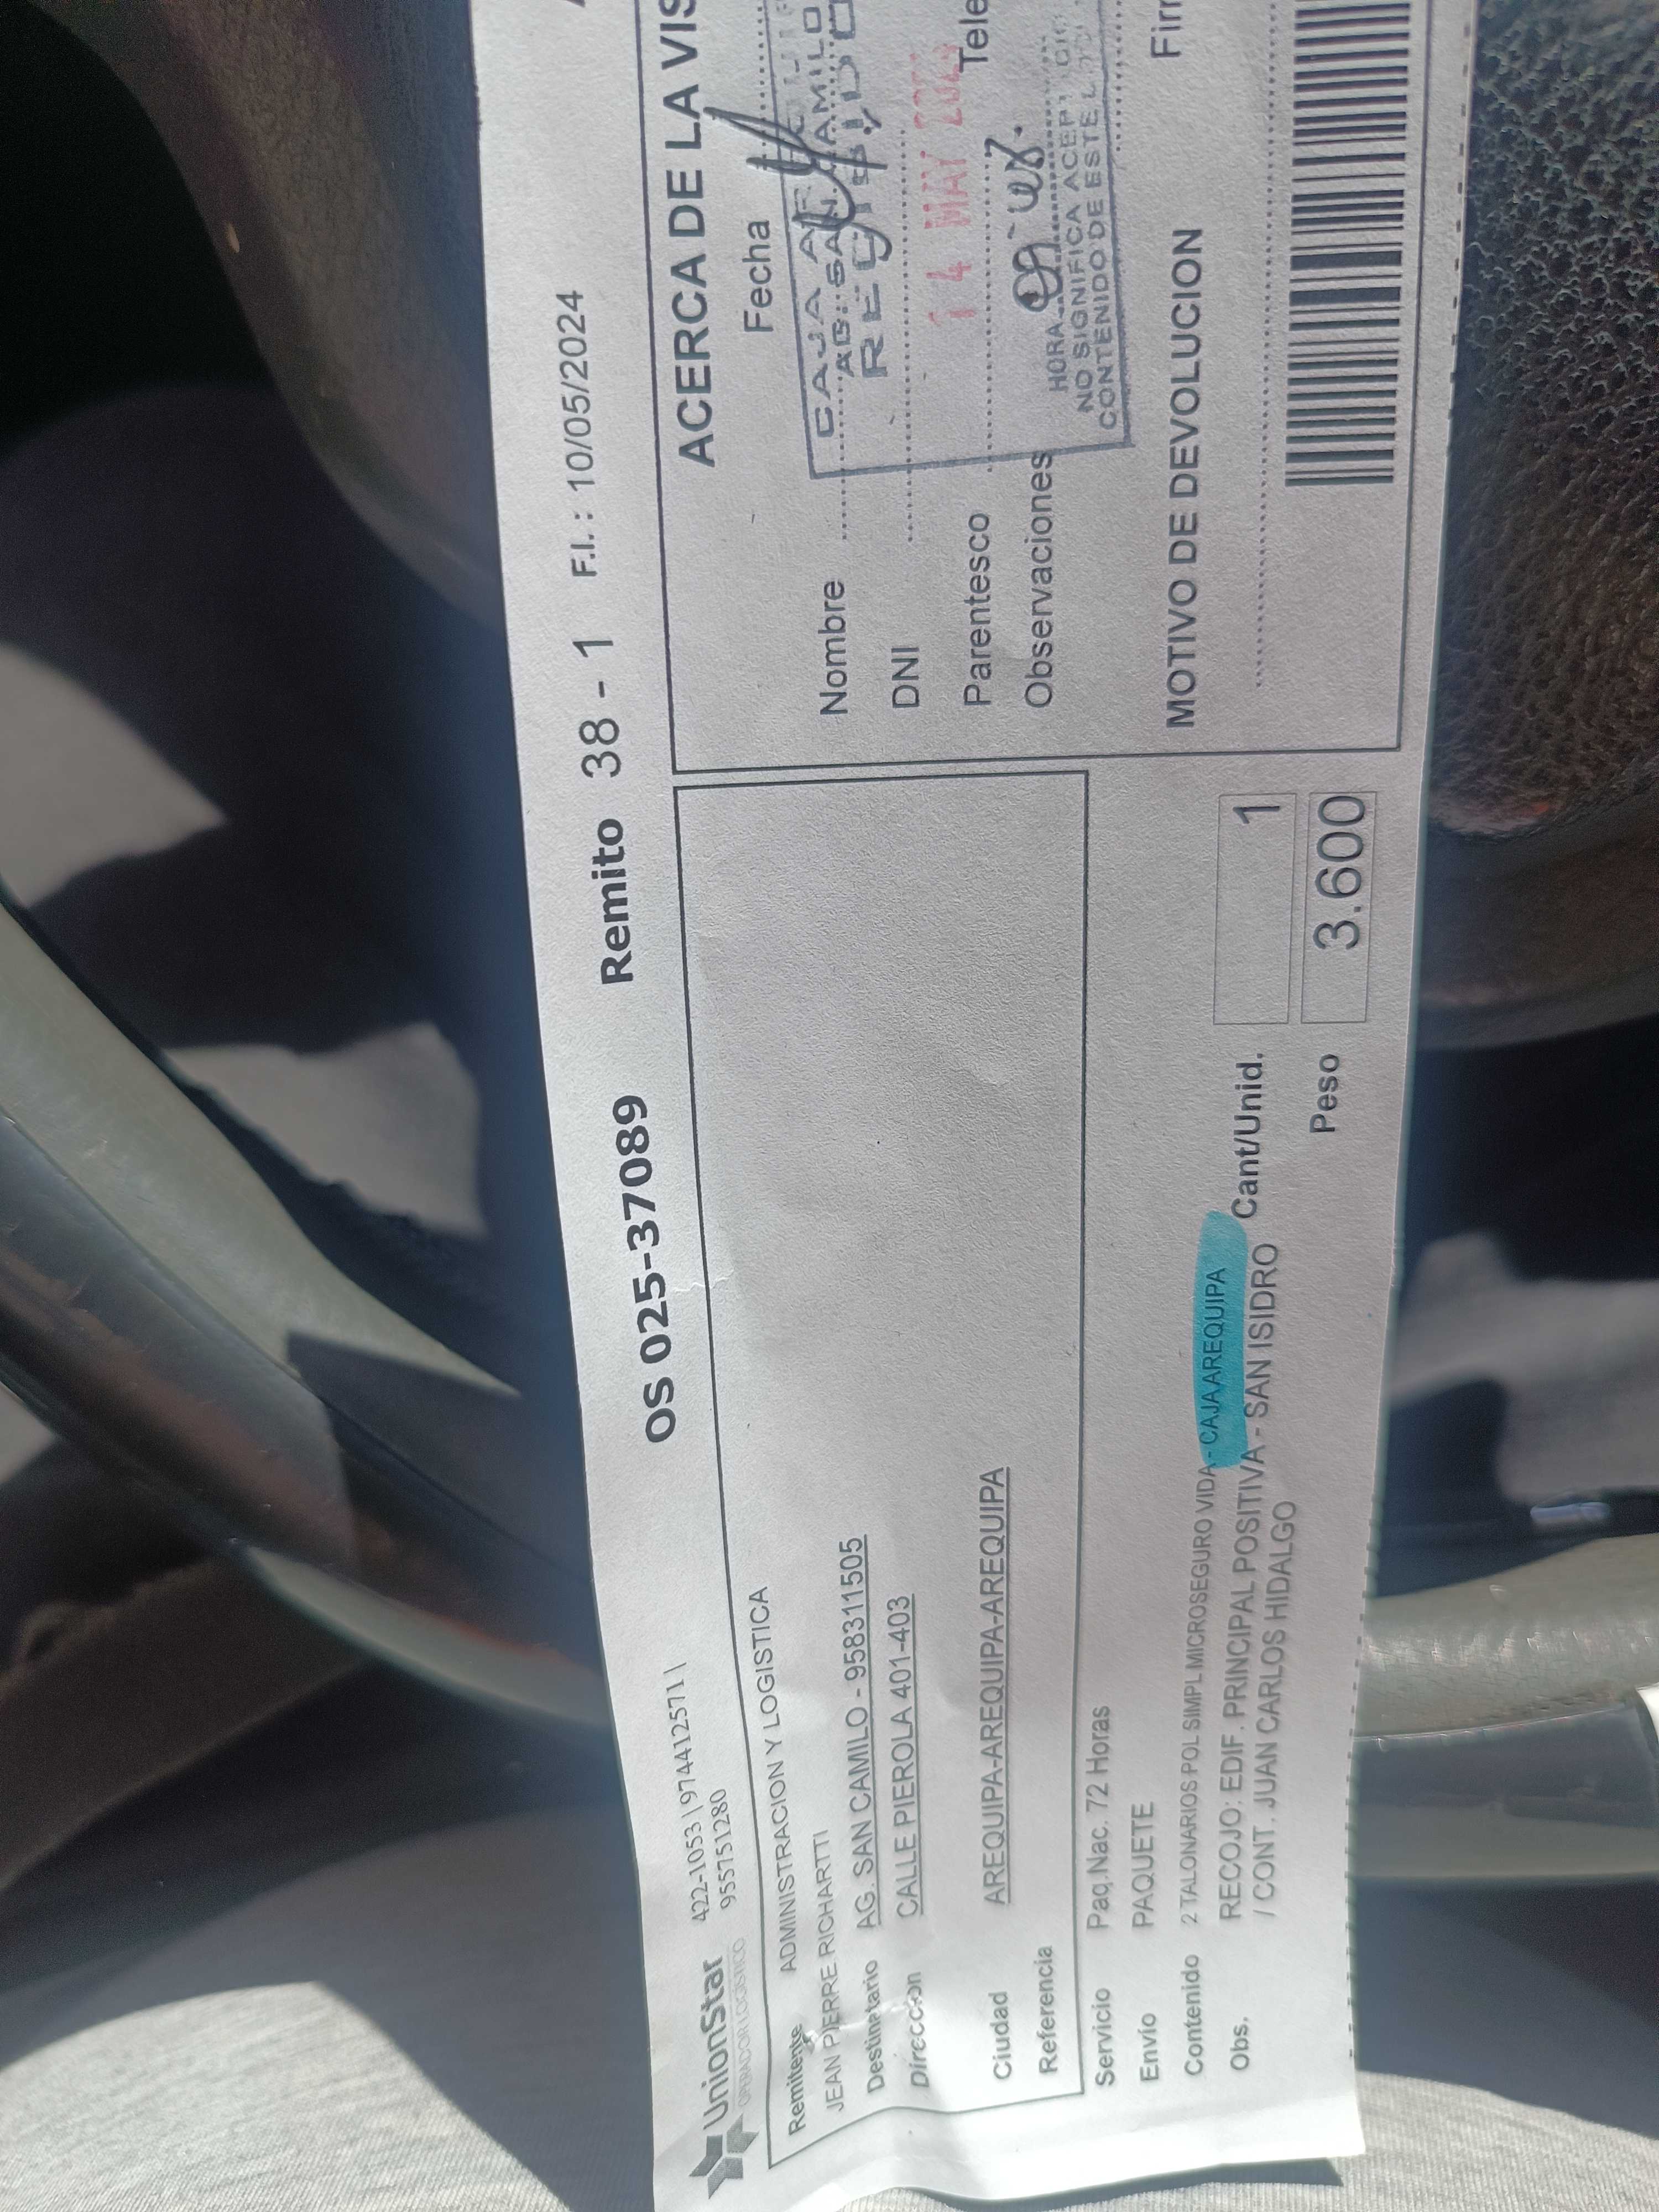 UnionStar
OPERADOR LOGISTICO
422-1053 | 974412571 |
955751280
OS 025-37089
Remito 38 - 1 F.I. : 10/05/2024
Remitente ADMINISTRACION Y LOGISTICA
JEAN PIERRE RICHARTTI
Destinatario AG. SAN CAMILO - 958311505
Dirección CALLE PIEROLA 401-403
Ciudad AREQUIPA-AREQUIPA-AREQUIPA
Referencia
Servicio Paq.Nac. 72 Horas
Envío PAQUETE
Contenido 2 TALONARIOS POL SIMPL MICROSEGURO VIDA - CAJA AREQUIPA
Obs. RECOJO: EDIF. PRINCIPAL POSITIVA - SAN ISIDRO
/ CONT. JUAN CARLOS HIDALGO
Cant/Unid. 1
Peso 3.600
ACERCA DE LA VIS
Fecha
Nombre
DNI
Parentesco
Tele
Observaciones
MOTIVO DE DEVOLUCION
Firr
CAJA
AG. SAN CAMILO
RECIBIDO
14 MAY
HORA
NO SIGNIFICA
CONTENIDO DE ESTE